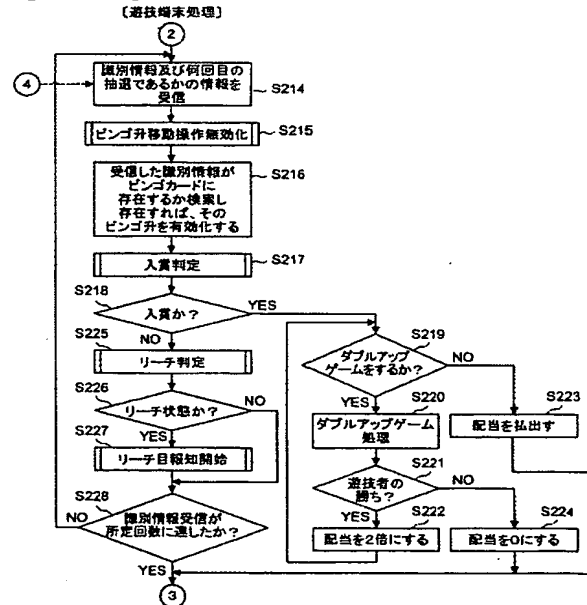 〔遊技端末処理〕
2
4
識別情報及び何回目の
抽選であるかの情報を
受信
S214
ビンゴ升移動操作無効化
S215
受信した識別情報が
ビンゴカードに
存在するか検索し
存在すれば、その
ビンゴ升を有効化する
S216
入賞判定
S217
S218
入賞か？
YES
NO
S225
リーチ判定
S226
リーチ状態か？
NO
YES
S227
リーチ目報知開始
S228
識別情報受信が
所定回数に達したか？
NO
YES
3
S219
ダブルアップ
ゲームをするか？
NO
YES
S220
ダブルアップゲーム
処理
S223
配当を払出す
S221
遊技者の
勝ち？
NO
YES
S222
配当を2倍にする
S224
配当を0にする